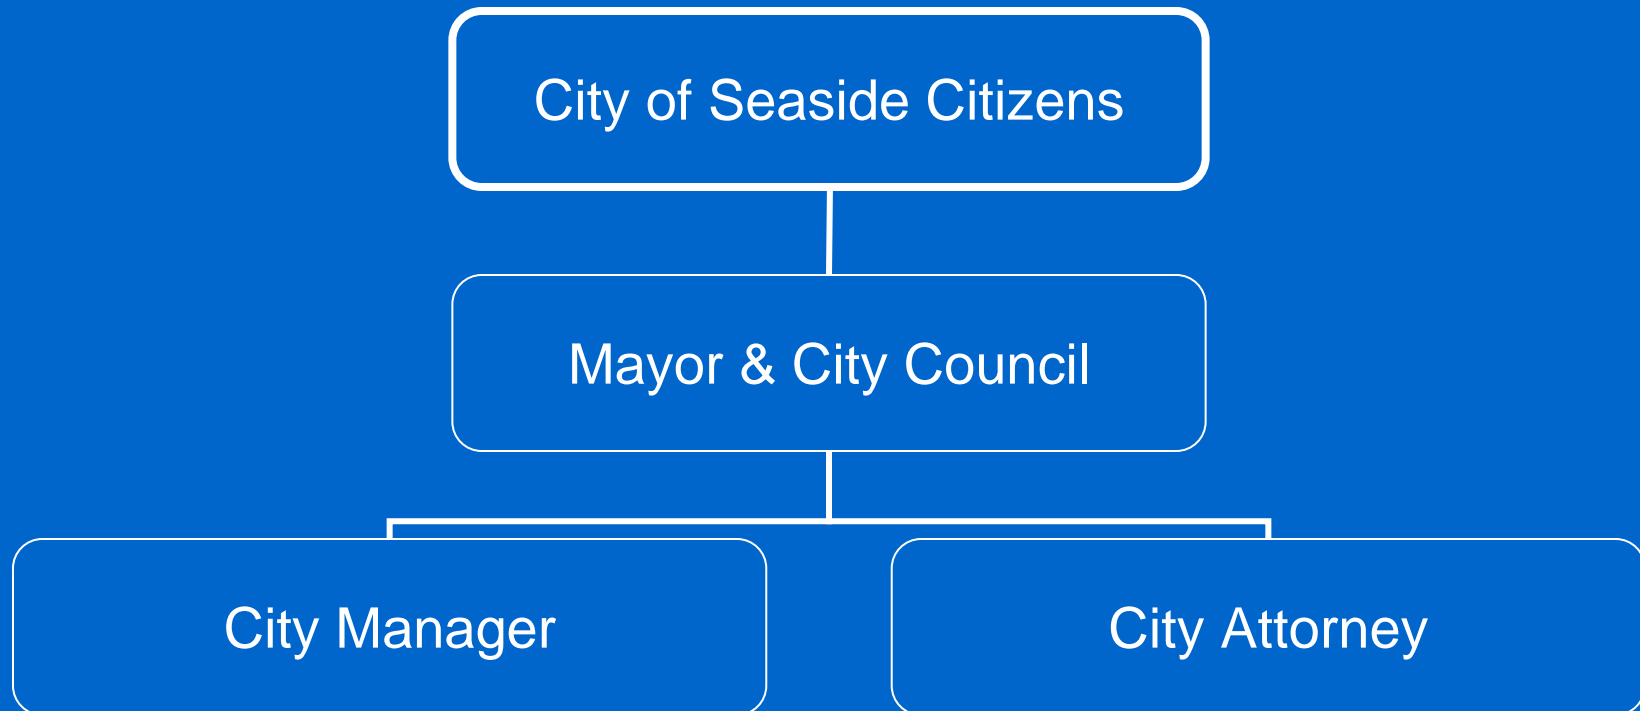 City of Seaside Citizens
Mayor & City Council
City Manager
City Attorney